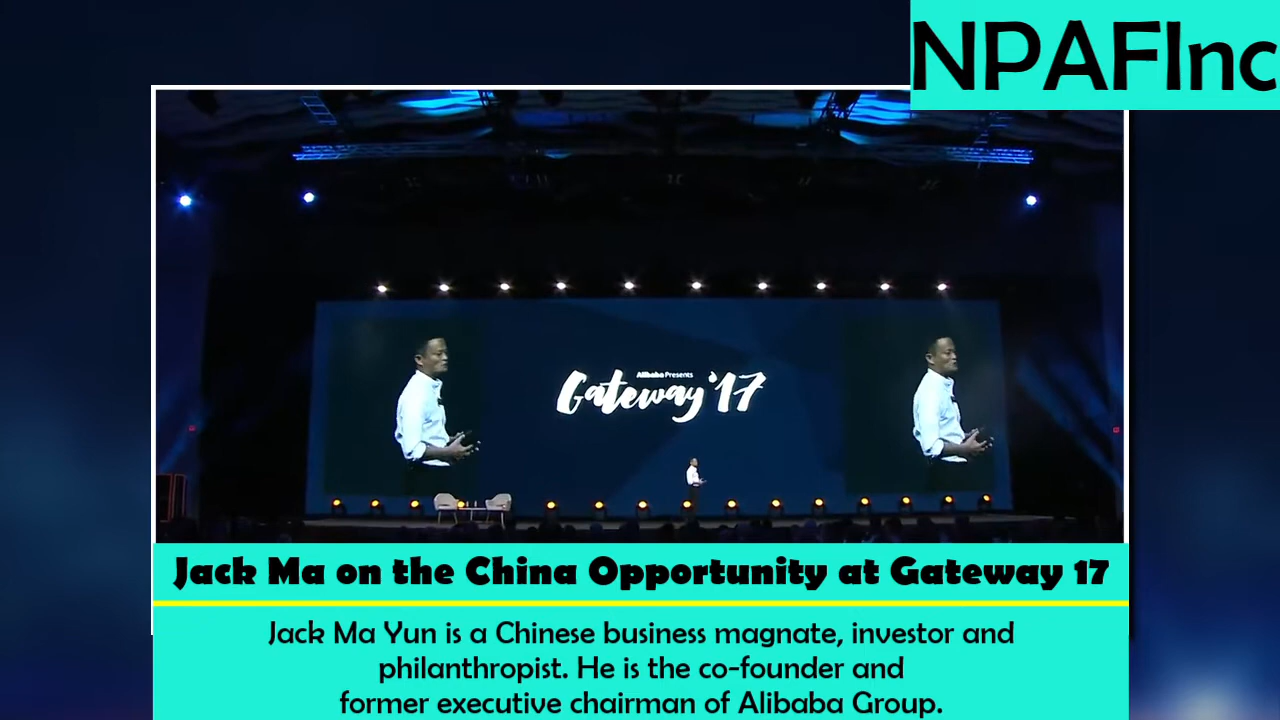 NPAFInc
Alibaba Presents
Gateway '17
Jack Ma on the China Opportunity at Gateway 17
Jack Ma Yun is a Chinese business magnate, investor and
philanthropist. He is the co-founder and
former executive chairman of Alibaba Group.